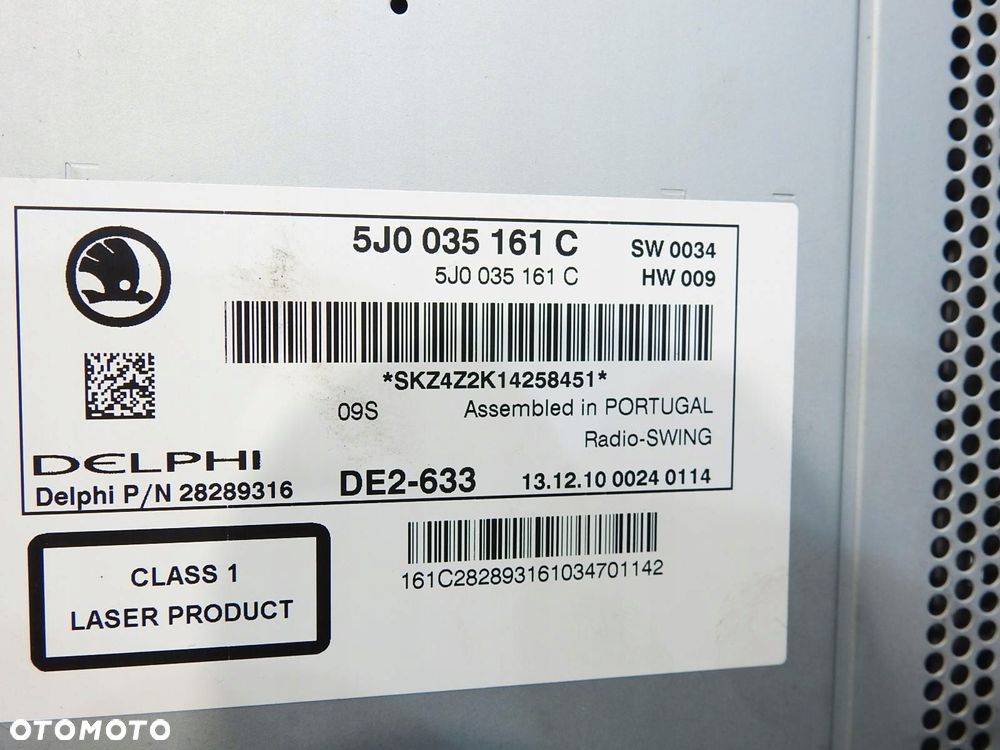 5J0 035 161 C
SW 0034
5J0 035 161 C
HW 009
*SKZ4Z2K14258451*
09S
Assembled in PORTUGAL
Radio-SWING
DELPHI
Delphi P/N 28289316
DE2-633
13.12.10 0024 0114
161C282893161034701142
CLASS 1
LASER PRODUCT
OTOMOTO